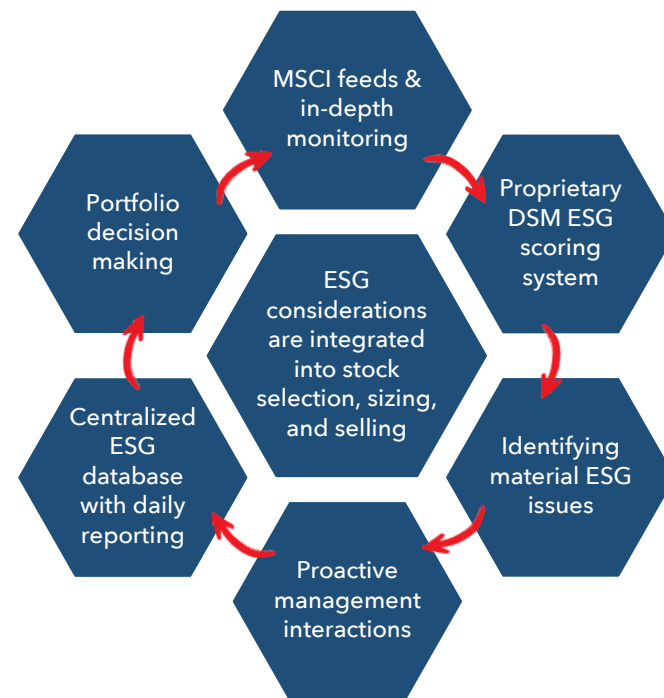 MSCI feeds &
in-depth
monitoring
Proprietary
DSM ESG
scoring
system
Identifying
material ESG
issues
Proactive
management
interactions
Centralized
ESG
database
with daily
reporting
Portfolio
decision
making
ESG
considerations
are integrated
into stock
selection, sizing,
and selling